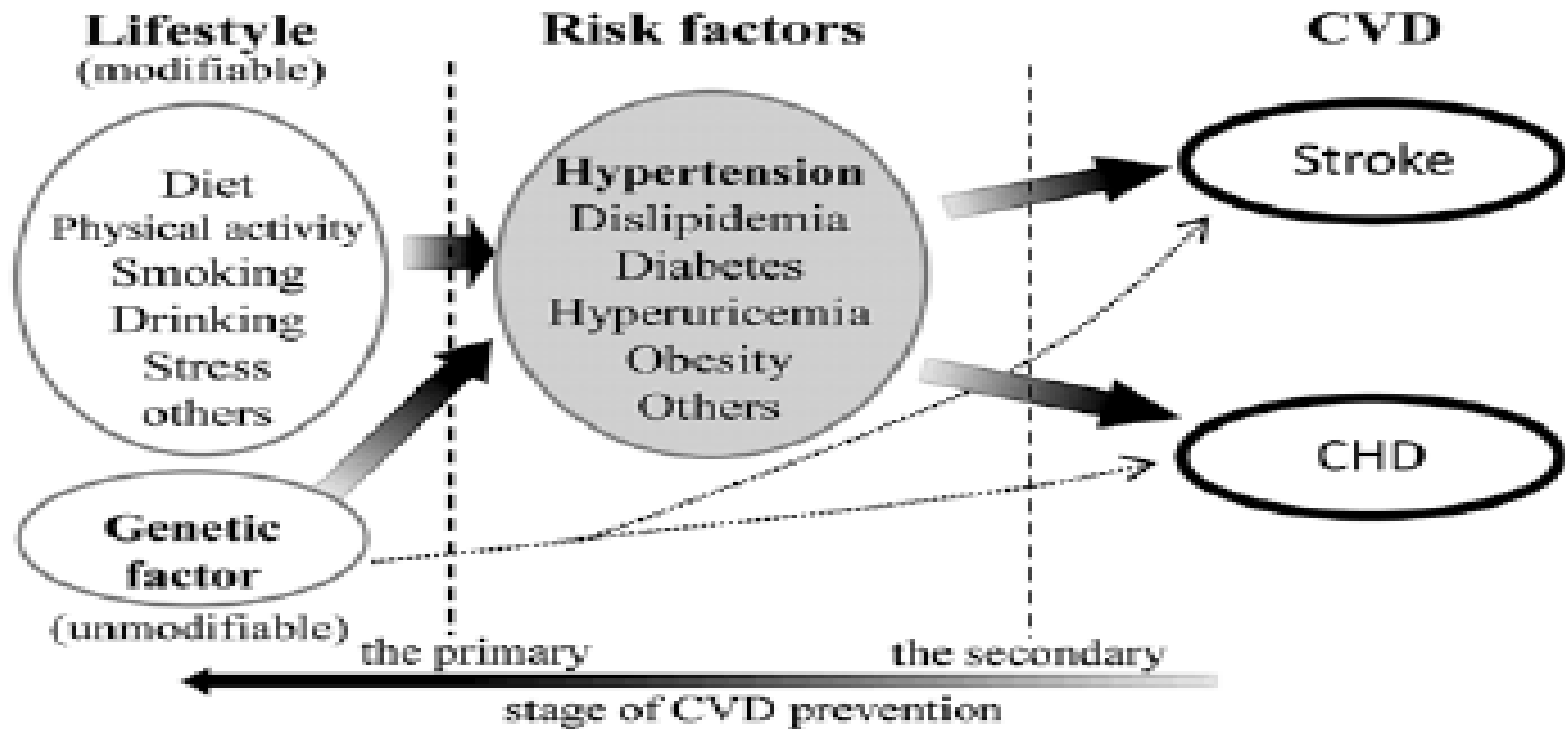 Lifestyle
(modifiable)
Diet
Physical activity
Smoking
Drinking
Stress
others
Genetic
factor
(unmodifiable)
Risk factors
Hypertension
Dislipidemia
Diabetes
Hyperuricemia
Obesity
Others
CVD
Stroke
CHD
the primary
the secondary
stage of CVD prevention